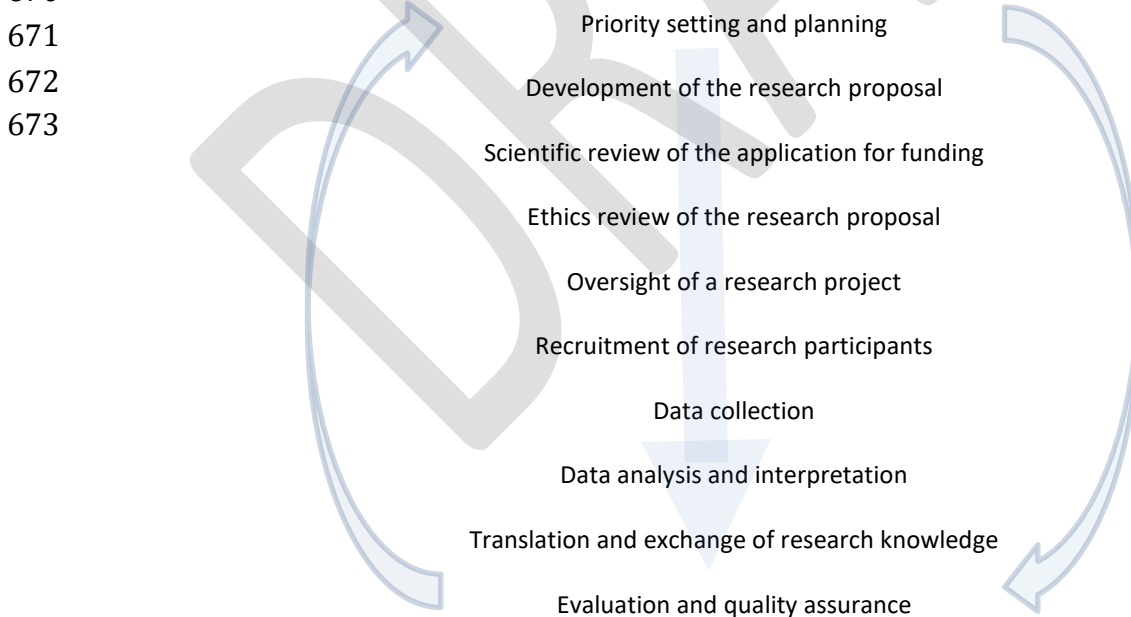 671
672
673
Priority setting and planning
Development of the research proposal
Scientific review of the application for funding
Ethics review of the research proposal
Oversight of a research project
Recruitment of research participants
Data collection
Data analysis and interpretation
Translation and exchange of research knowledge
Evaluation and quality assurance